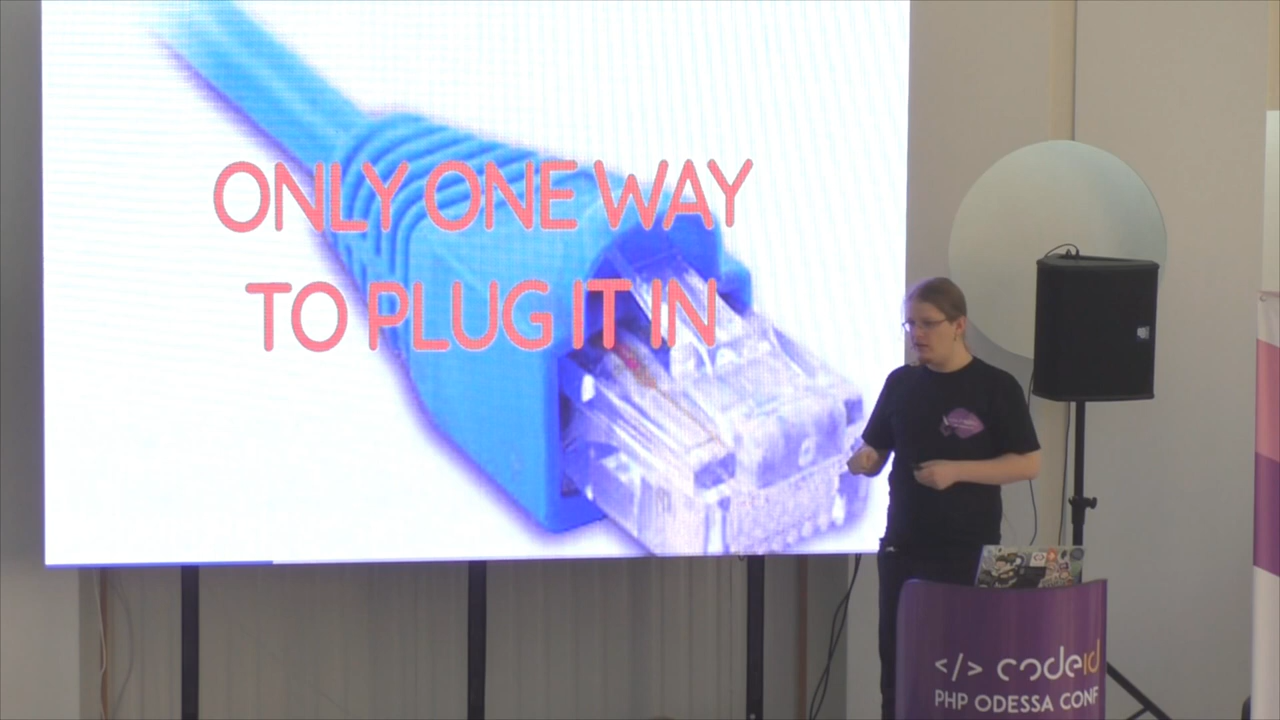 ONLY ONE WAY
TO PLUG IT IN
</> codeid
PHP ODESSA CONF